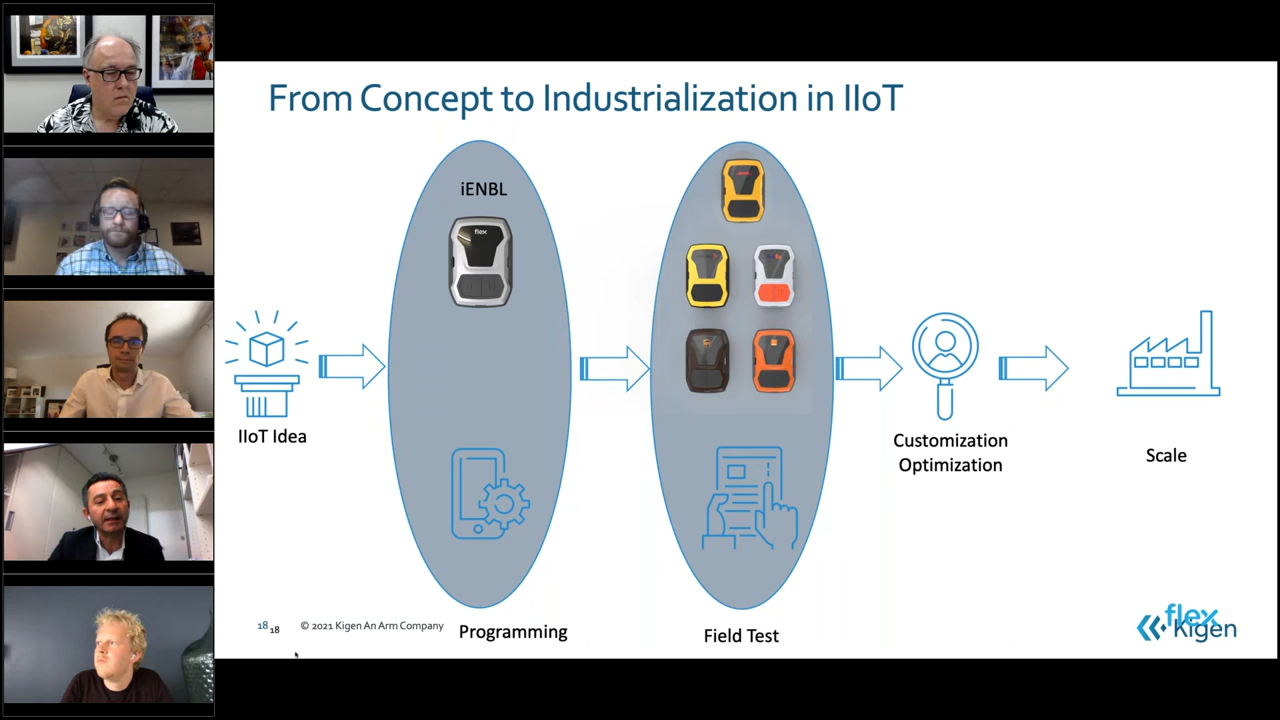 From Concept to Industrialization in IIoT
iENBL
flex
IIoT Idea
Customization
Optimization
Scale
18 18
© 2021 Kigen An Arm Company
Programming
Field Test
flex
Kigen